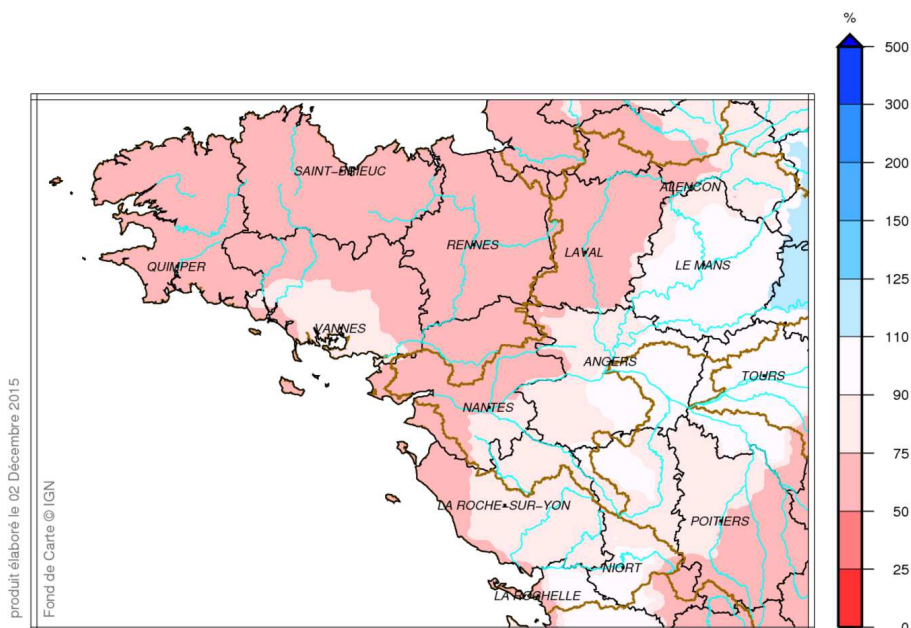 %
500
300
200
150
125
110
90
75
50
25
0
SAINT-BRIEUC
ALENCON
RENNES
LAVAL
LE MANS
QUIMPER
VANNES
ANGERS
TOURS
NANTES
LA ROCHE-SUR-YON
POITIERS
NIORT
LA ROCHELLE
produit élaboré le 02 Décembre 2015
Fond de Carte © IGN